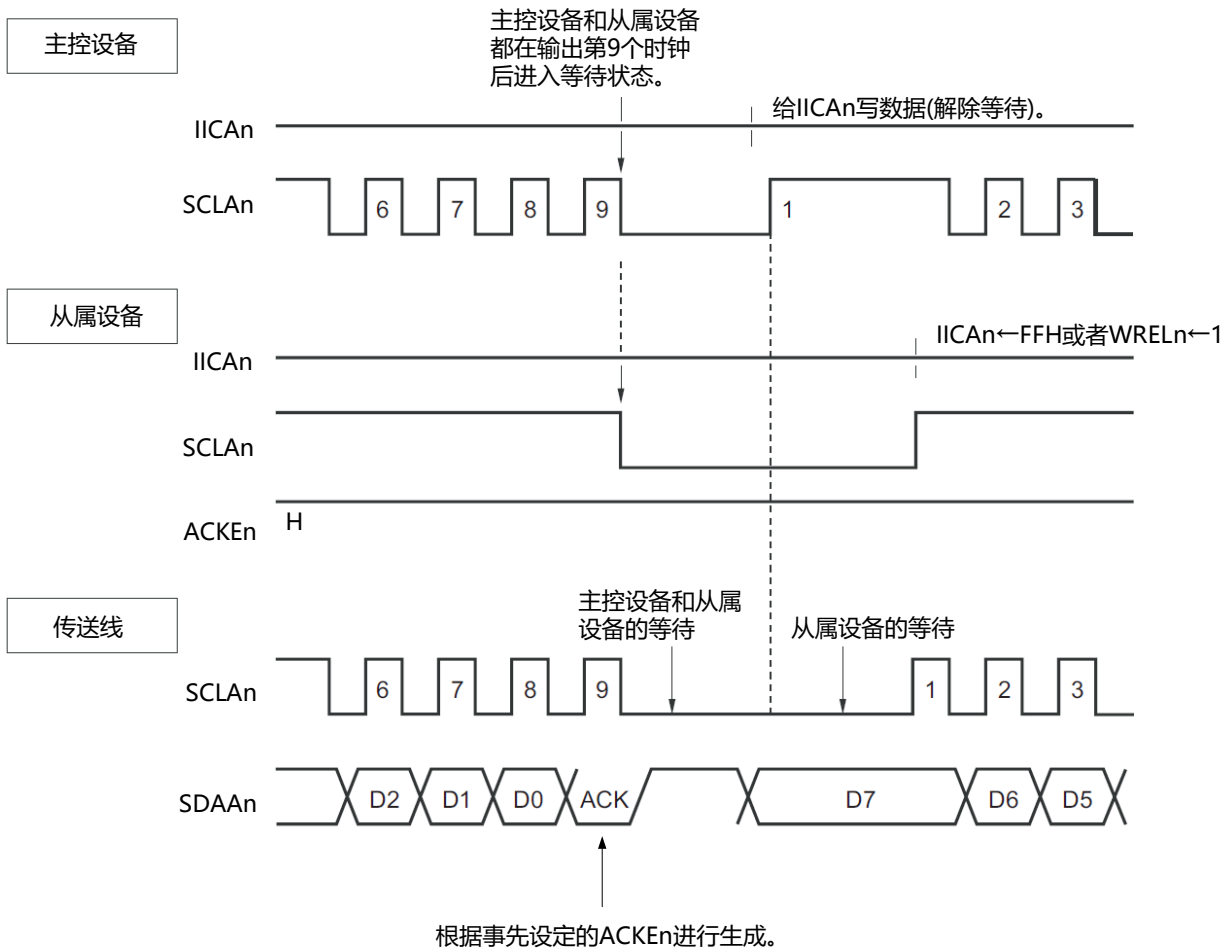 主控设备
主控设备和从属设备
都在输出第9个时钟
后进入等待状态。
给IICAn写数据(解除等待)。
IICAn
SCLAn
6 7 8 9 1 2 3
从属设备
IICAn←FFH或者WRELn←1
IICAn
SCLAn
ACKEn
H
传送线
主控设备和从属
设备的等待
从属设备的等待
SCLAn
6 7 8 9 1 2 3
SDAAn
D2 D1 D0 ACK D7 D6 D5
根据事先设定的ACKEn进行生成。